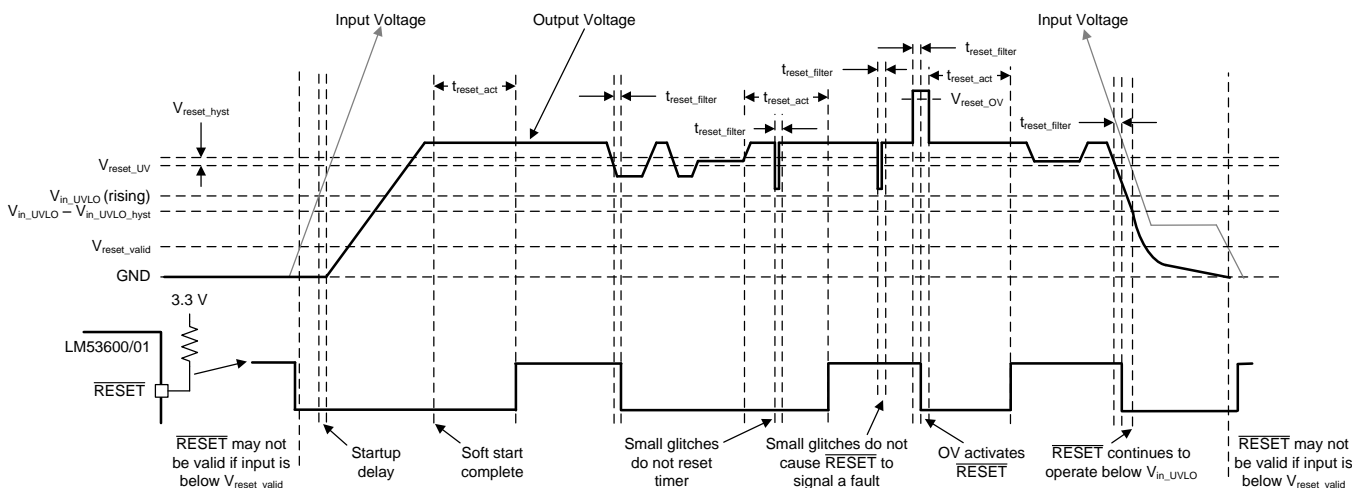 Input Voltage
Output Voltage
Input Voltage
t_reset_filter
t_reset_filter
t_reset_act
t_reset_act
V_reset_OV
t_reset_filter
t_reset_act
t_reset_filter
t_reset_filter
V_reset_hyst
V_reset_UV
V_in_UVLO (rising)
V_in_UVLO – V_in_UVLO_hyst
V_reset_valid
GND
3.3 V
LM53600/01
RESET
RESET may not
be valid if input is
below V_reset_valid
Startup
delay
Soft start
complete
Small glitches
do not reset
timer
Small glitches do not
cause RESET to
signal a fault
OV activates
RESET
RESET continues to
operate below V_in_UVLO
RESET may not
be valid if input is
below V_reset_valid